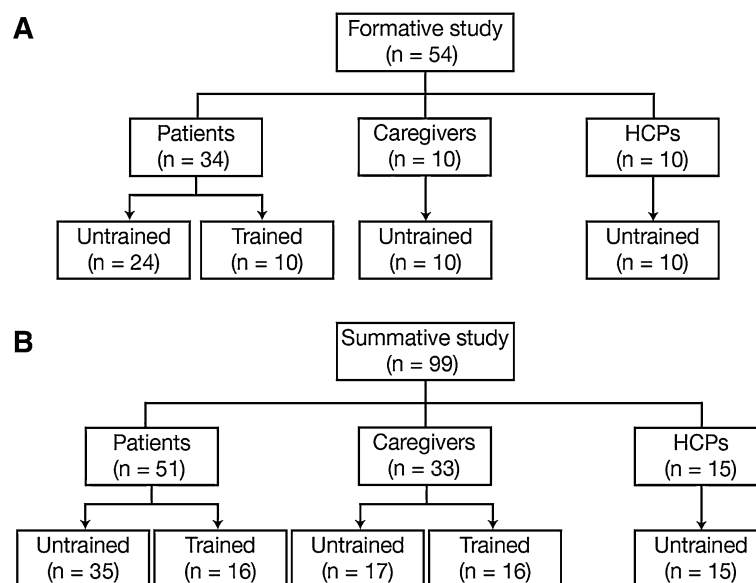 A
Formative study
(n = 54)
Patients
(n = 34)
Caregivers
(n = 10)
HCPs
(n = 10)
Untrained
(n = 24)
Trained
(n = 10)
Untrained
(n = 10)
Untrained
(n = 10)
B
Summative study
(n = 99)
Patients
(n = 51)
Caregivers
(n = 33)
HCPs
(n = 15)
Untrained
(n = 35)
Trained
(n = 16)
Untrained
(n = 17)
Trained
(n = 16)
Untrained
(n = 15)